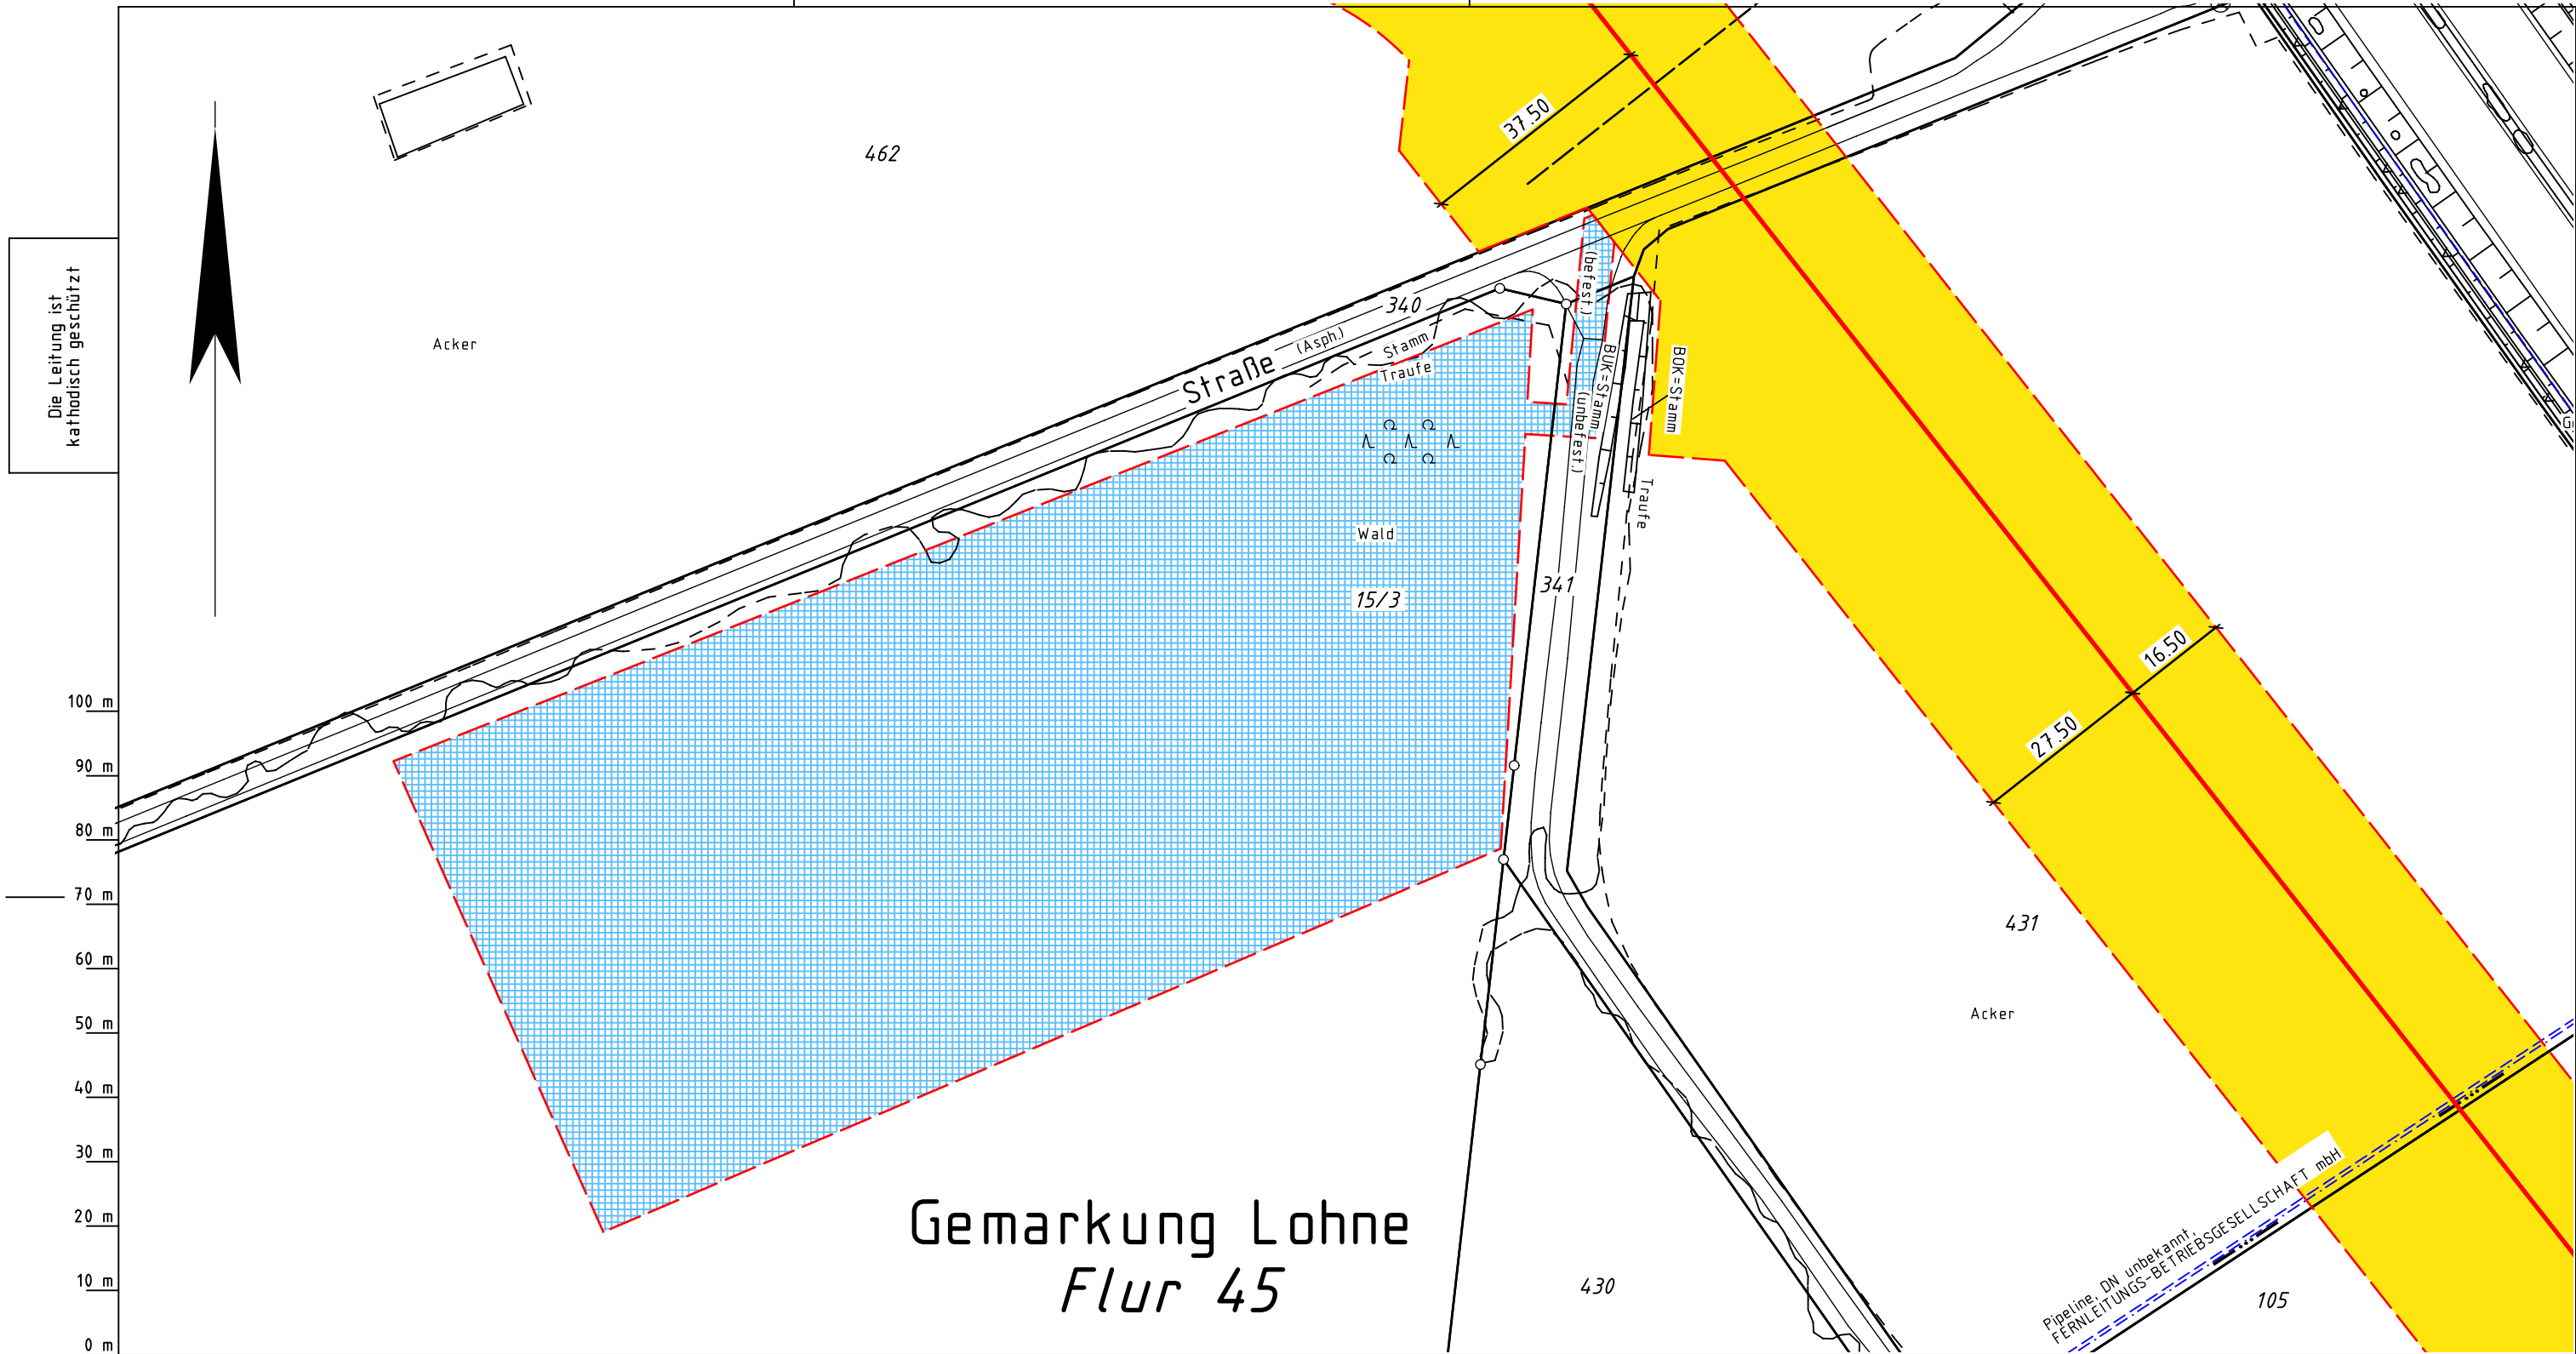 37.50
462
Die Leitung ist
kathodisch geschützt
Acker
340
(Asph.)
Straße
Stamm
Traufe
(befest.)
BUK=Stamm
(unbefest.)
BOK=Stamm
Traufe
Wald
15/3
341
16.50
27.50
431
Acker
100 m
90 m
80 m
70 m
60 m
50 m
40 m
30 m
20 m
10 m
0 m
Gemarkung Lohne
Flur 45
430
Pipeline, DN unbekannt,
FERNLEITUNGS-BETRIEBSGESELLSCHAFT mbH
105